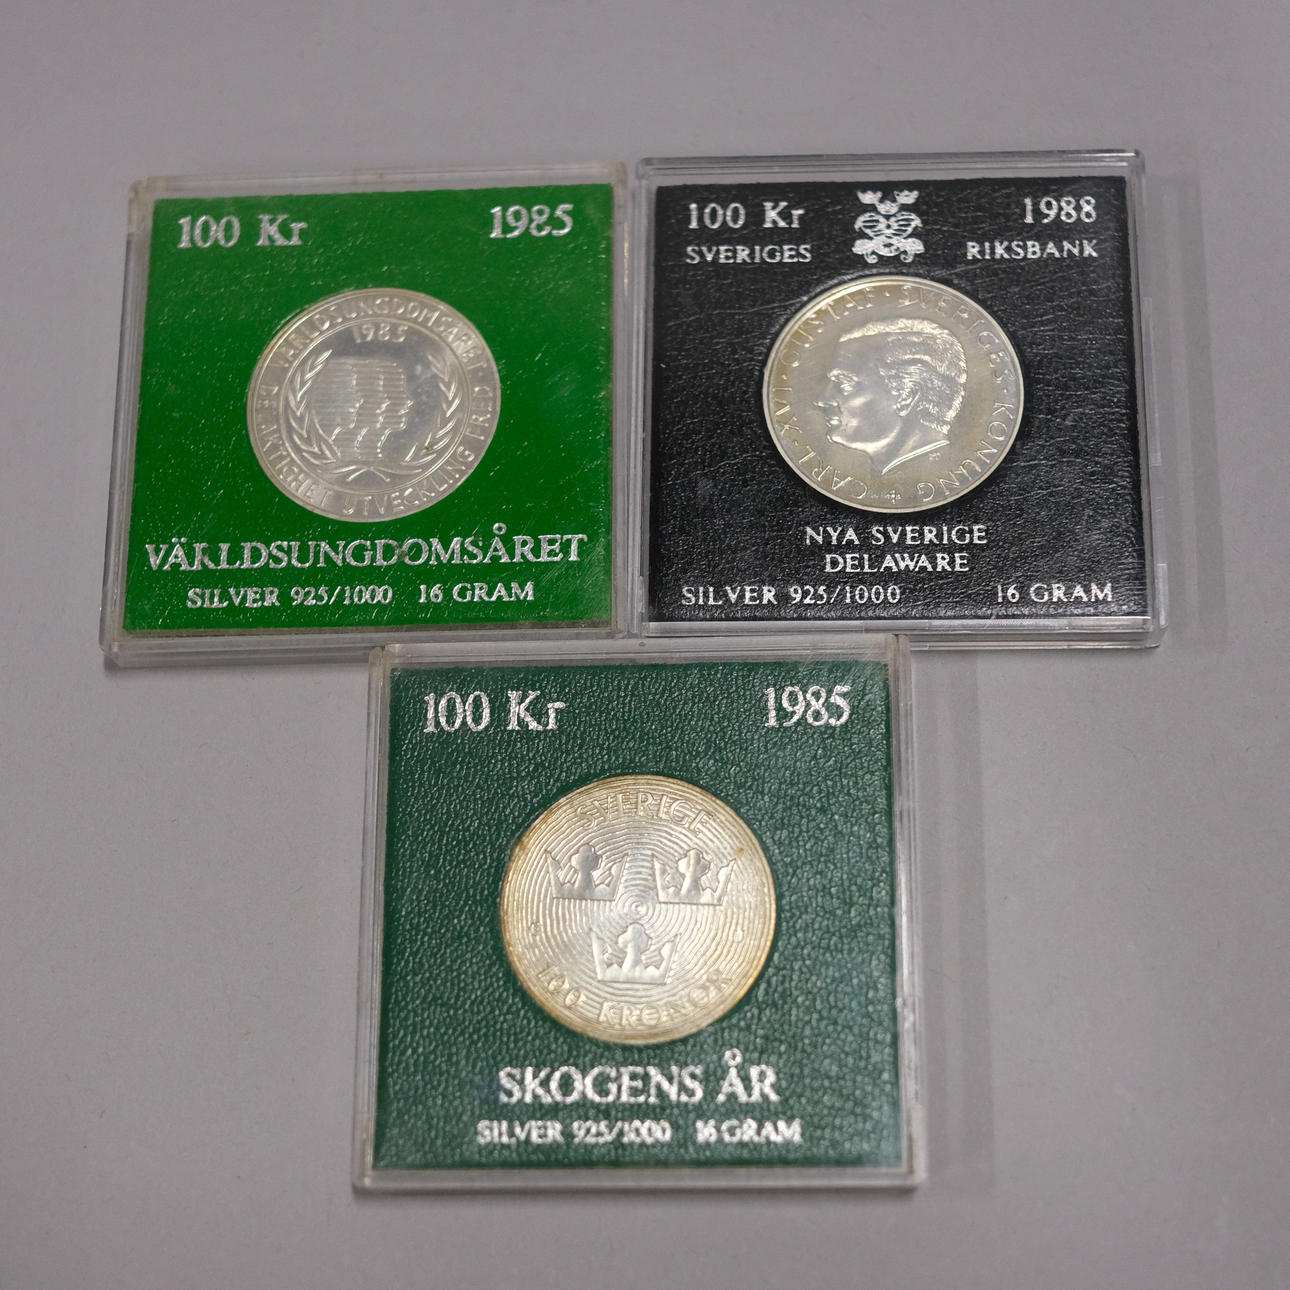 100 Kr 1985
DELAKTIGHET UTVECKLING FRED VÄRLDSUNGDOMSÅRET
1985
VÄRLDSUNGDOMSÅRET
SILVER 925/1000 16 GRAM
100 Kr 1988
SVERIGES RIKSBANK
CARL·XVI·GUSTAF·SVERIGES·KONUNG
NYA SVERIGE
DELAWARE
SILVER 925/1000 16 GRAM
100 Kr 1985
SVERIGE
100 KRONOR
SKOGENS ÅR
SILVER 925/1000 16 GRAM